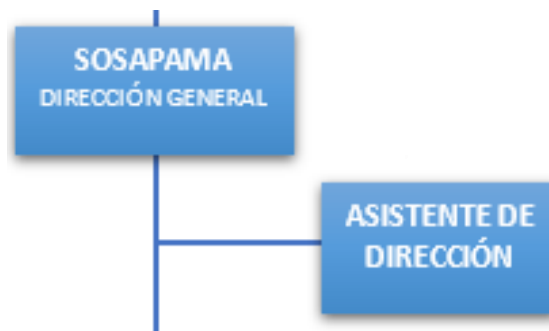 SOSAPAMA
DIRECCIÓN GENERAL
ASISTENTE DE
DIRECCIÓN